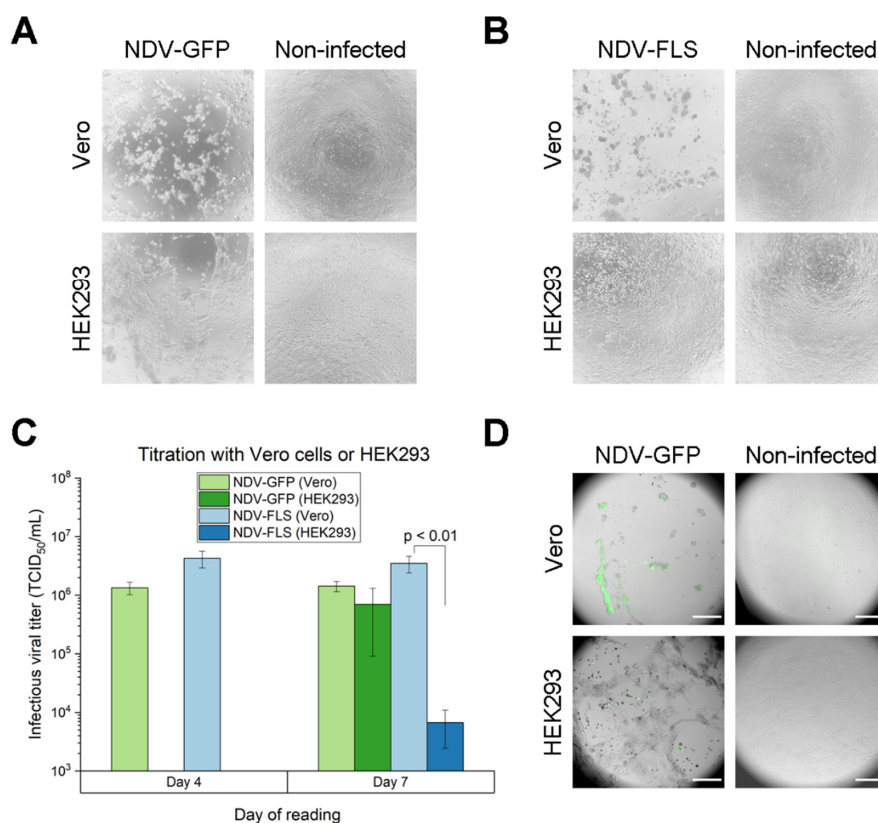 A
NDV-GFP Non-infected
Vero
HEK293
B
NDV-FLS Non-infected
Vero
HEK293
C
Titration with Vero cells or HEK293
NDV-GFP (Vero)
NDV-GFP (HEK293)
NDV-FLS (Vero)
NDV-FLS (HEK293)
p < 0.01
Infectious viral titer (TCID50/mL)
10^8
10^7
10^6
10^5
10^4
10^3
Day 4 Day 7
Day of reading
D
NDV-GFP Non-infected
Vero
HEK293